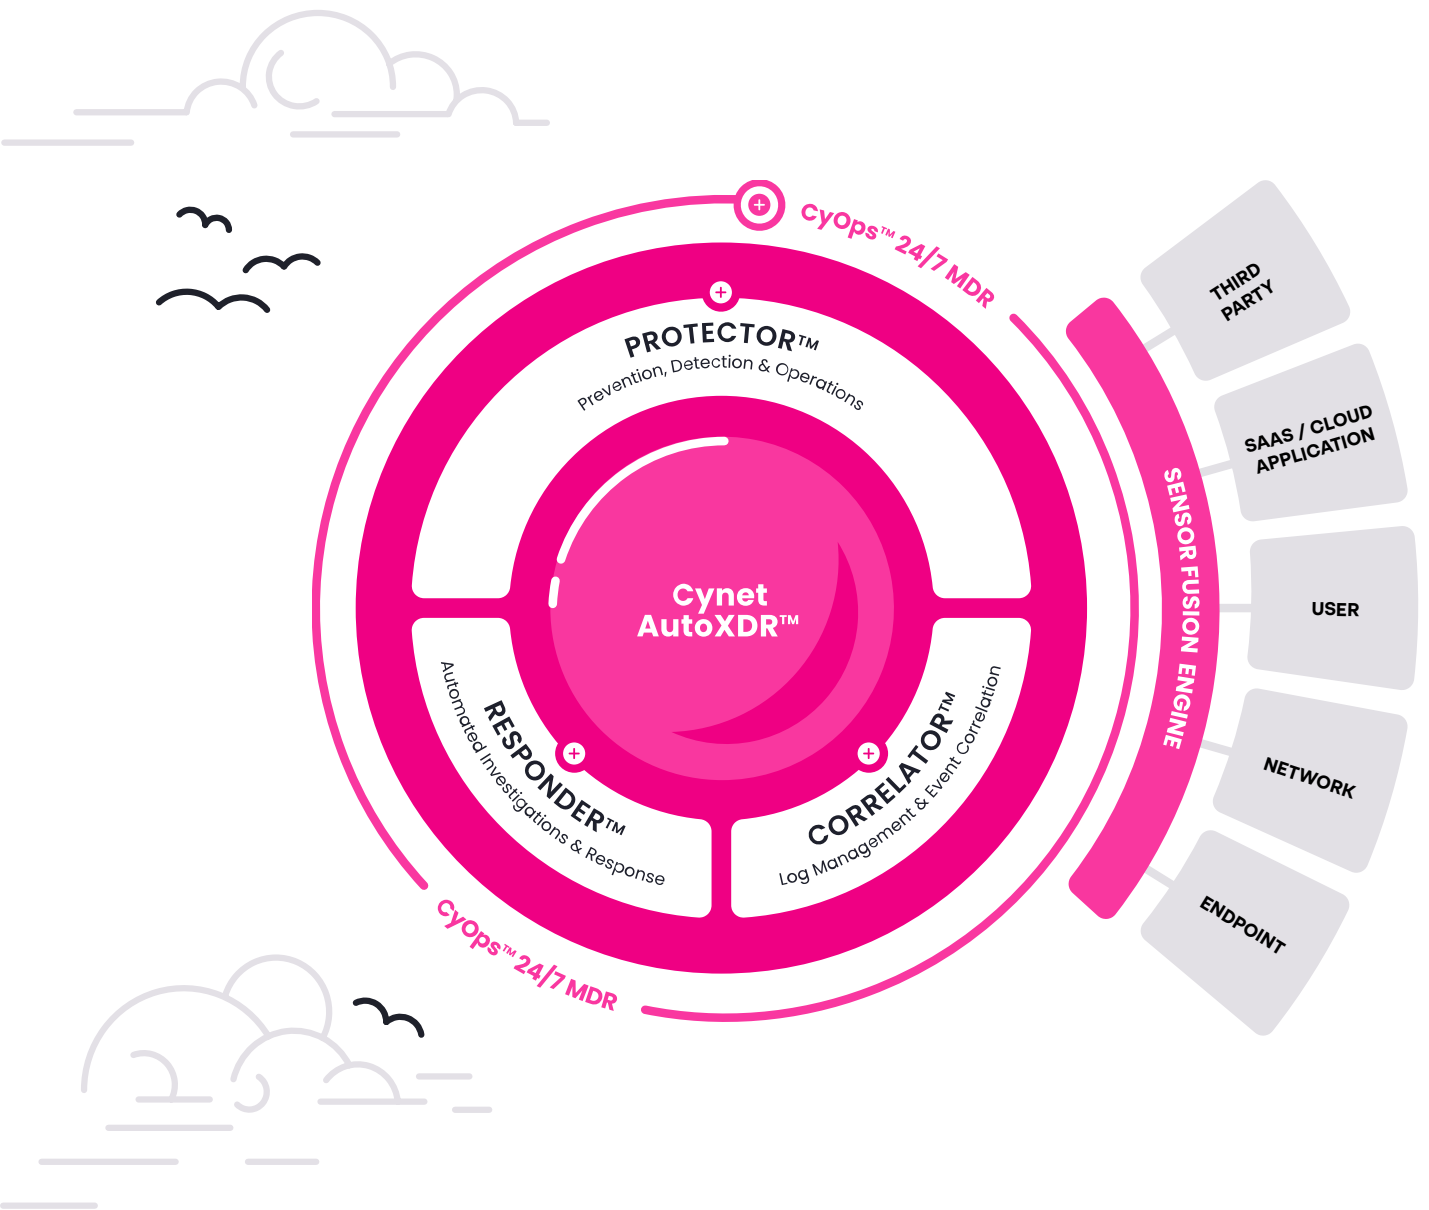 CyOps™ 24/7 MDR
PROTECTOR™
Prevention, Detection & Operations
Cynet
AutoXDR™
RESPONDER™
Automated Investigations & Response
CORRELATOR™
Log Management & Event Correlation
CyOps™ 24/7 MDR
SENSOR FUSION ENGINE
THIRD
PARTY
SAAS / CLOUD
APPLICATION
USER
NETWORK
ENDPOINT